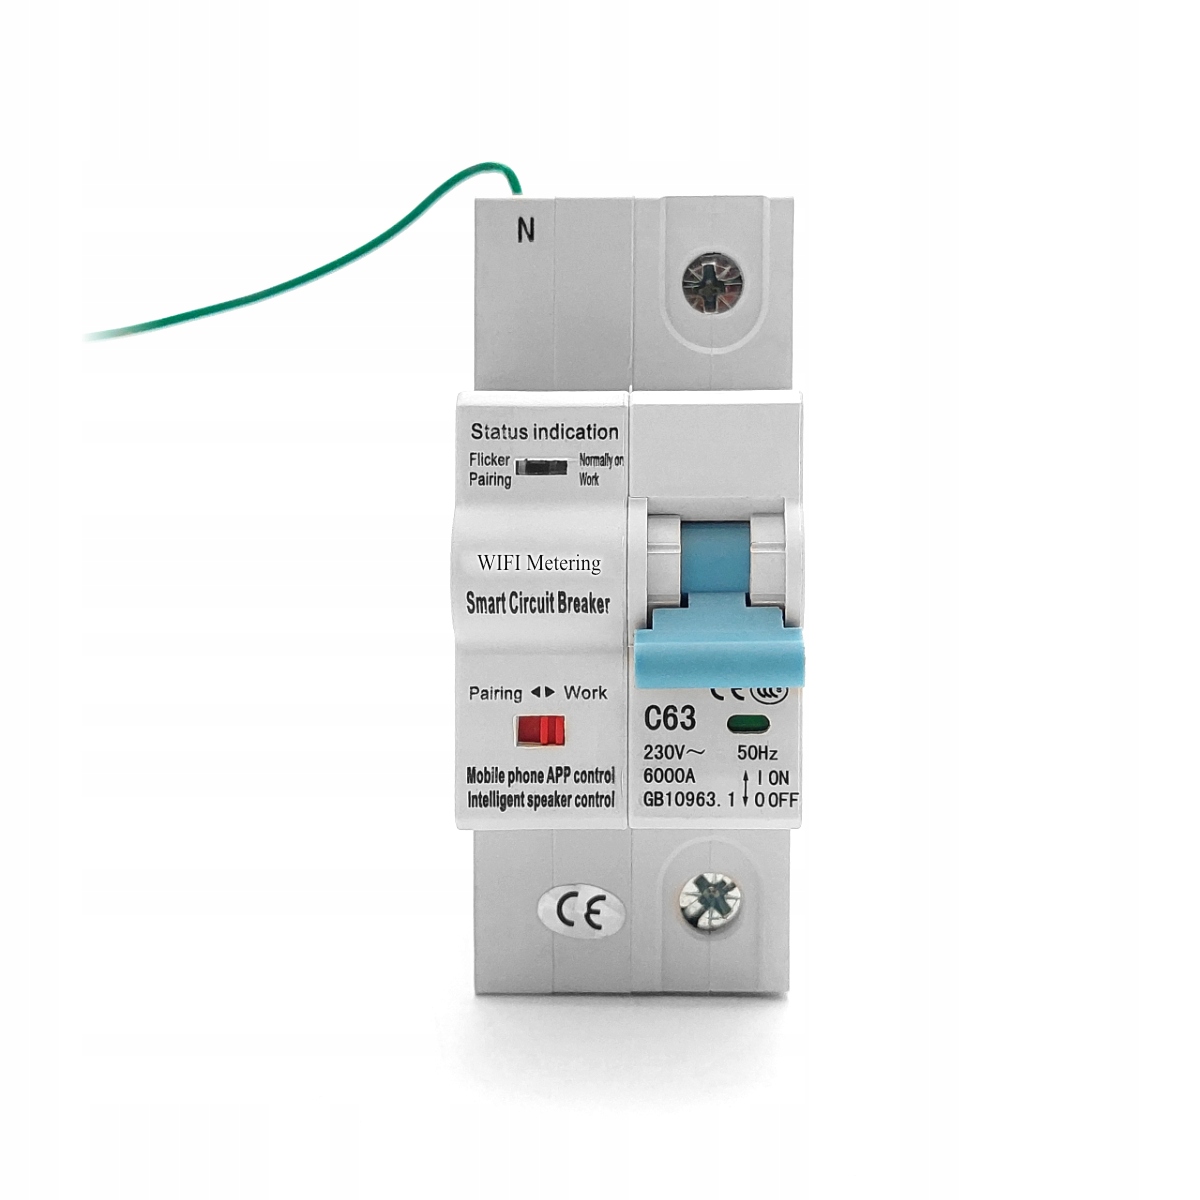 N
Status indication
Flicker
Pairing
Normally on
Work
WIFI Metering
Smart Circuit Breaker
Pairing ◀▶ Work
Mobile phone APP control
Intelligent speaker control
CE
C63
230V～ 50Hz
6000A I ON
GB10963.1 O OFF
CE